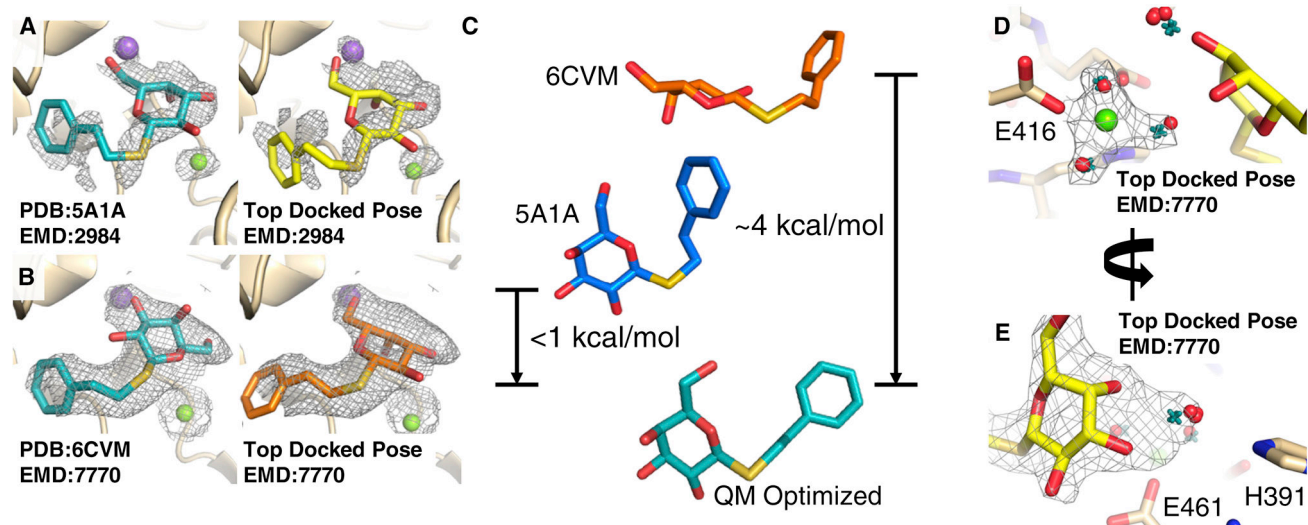 A
PDB:5A1A
EMD:2984
Top Docked Pose
EMD:2984
B
PDB:6CVM
EMD:7770
Top Docked Pose
EMD:7770
C
6CVM
5A1A
~4 kcal/mol
<1 kcal/mol
QM Optimized
D
E416
Top Docked Pose
EMD:7770
E
Top Docked Pose
EMD:7770
E461
H391